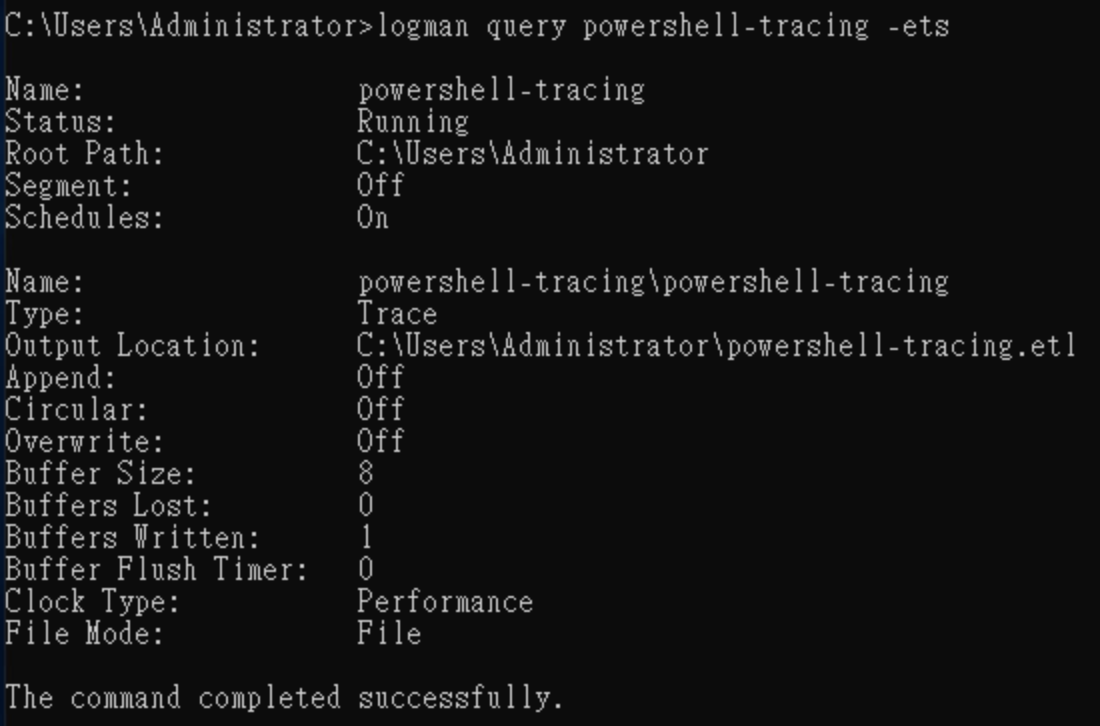 C:\Users\Administrator>logman query powershell-tracing -ets
Name: powershell-tracing
Status: Running
Root Path: C:\Users\Administrator
Segment: Off
Schedules: On
Name: powershell-tracing\powershell-tracing
Type: Trace
Output Location: C:\Users\Administrator\powershell-tracing.etl
Append: Off
Circular: Off
Overwrite: Off
Buffer Size: 8
Buffers Lost: 0
Buffers Written: 1
Buffer Flush Timer: 0
Clock Type: Performance
File Mode: File
The command completed successfully.